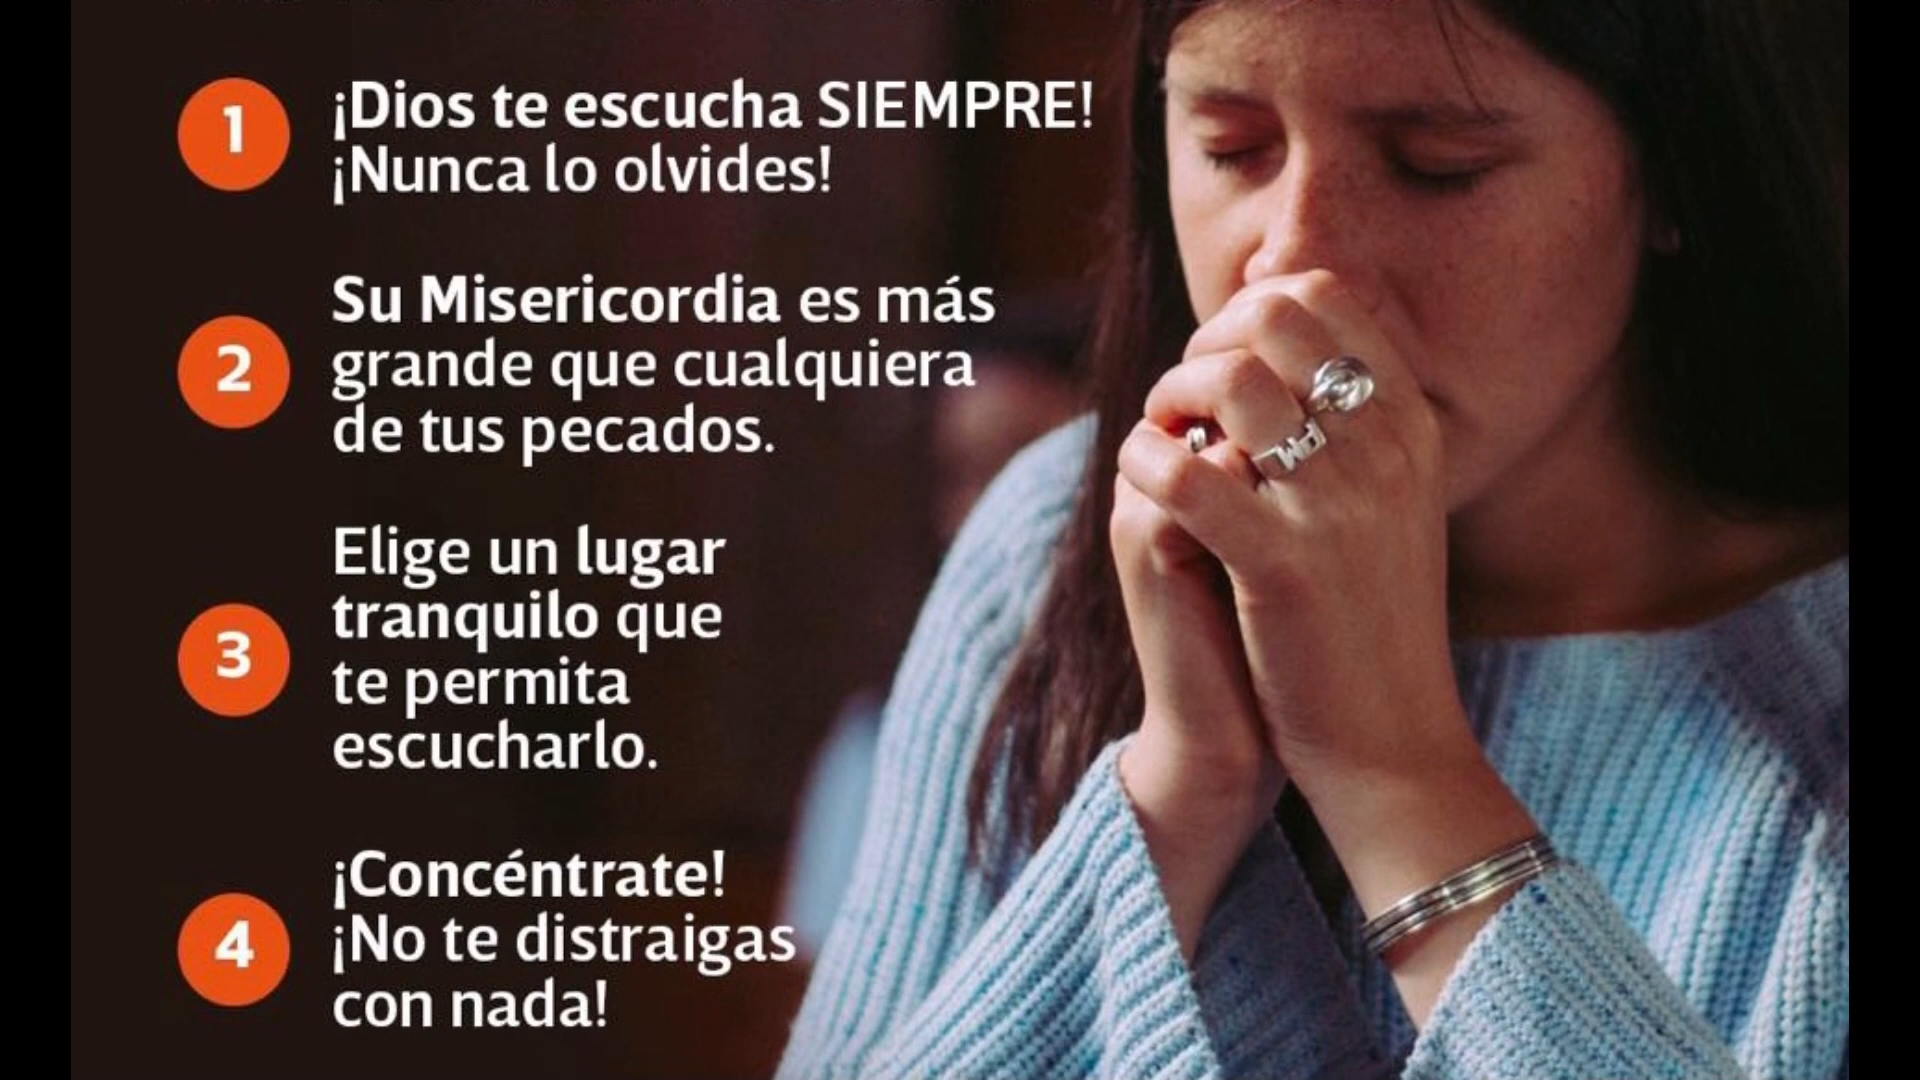 1
¡Dios te escucha SIEMPRE!
¡Nunca lo olvides!
2
Su Misericordia es más
grande que cualquiera
de tus pecados.
3
Elige un lugar
tranquilo que
te permita
escucharlo.
4
¡Concéntrate!
¡No te distraigas
con nada!